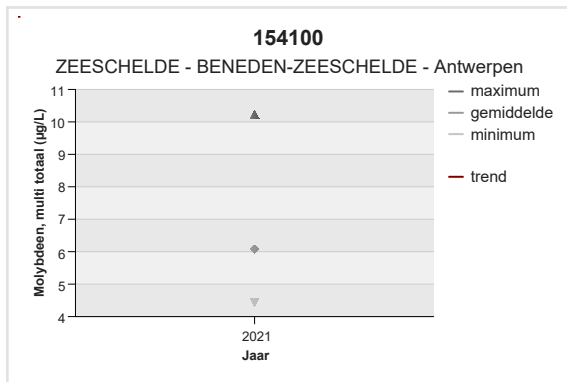 154100
ZEESCHELDE - BENEDEN-ZEESCHELDE - Antwerpen
Molybdeen, multi totaal (µg/L)
11
10
9
8
7
6
5
4
2021
Jaar
maximum
gemiddelde
minimum
trend